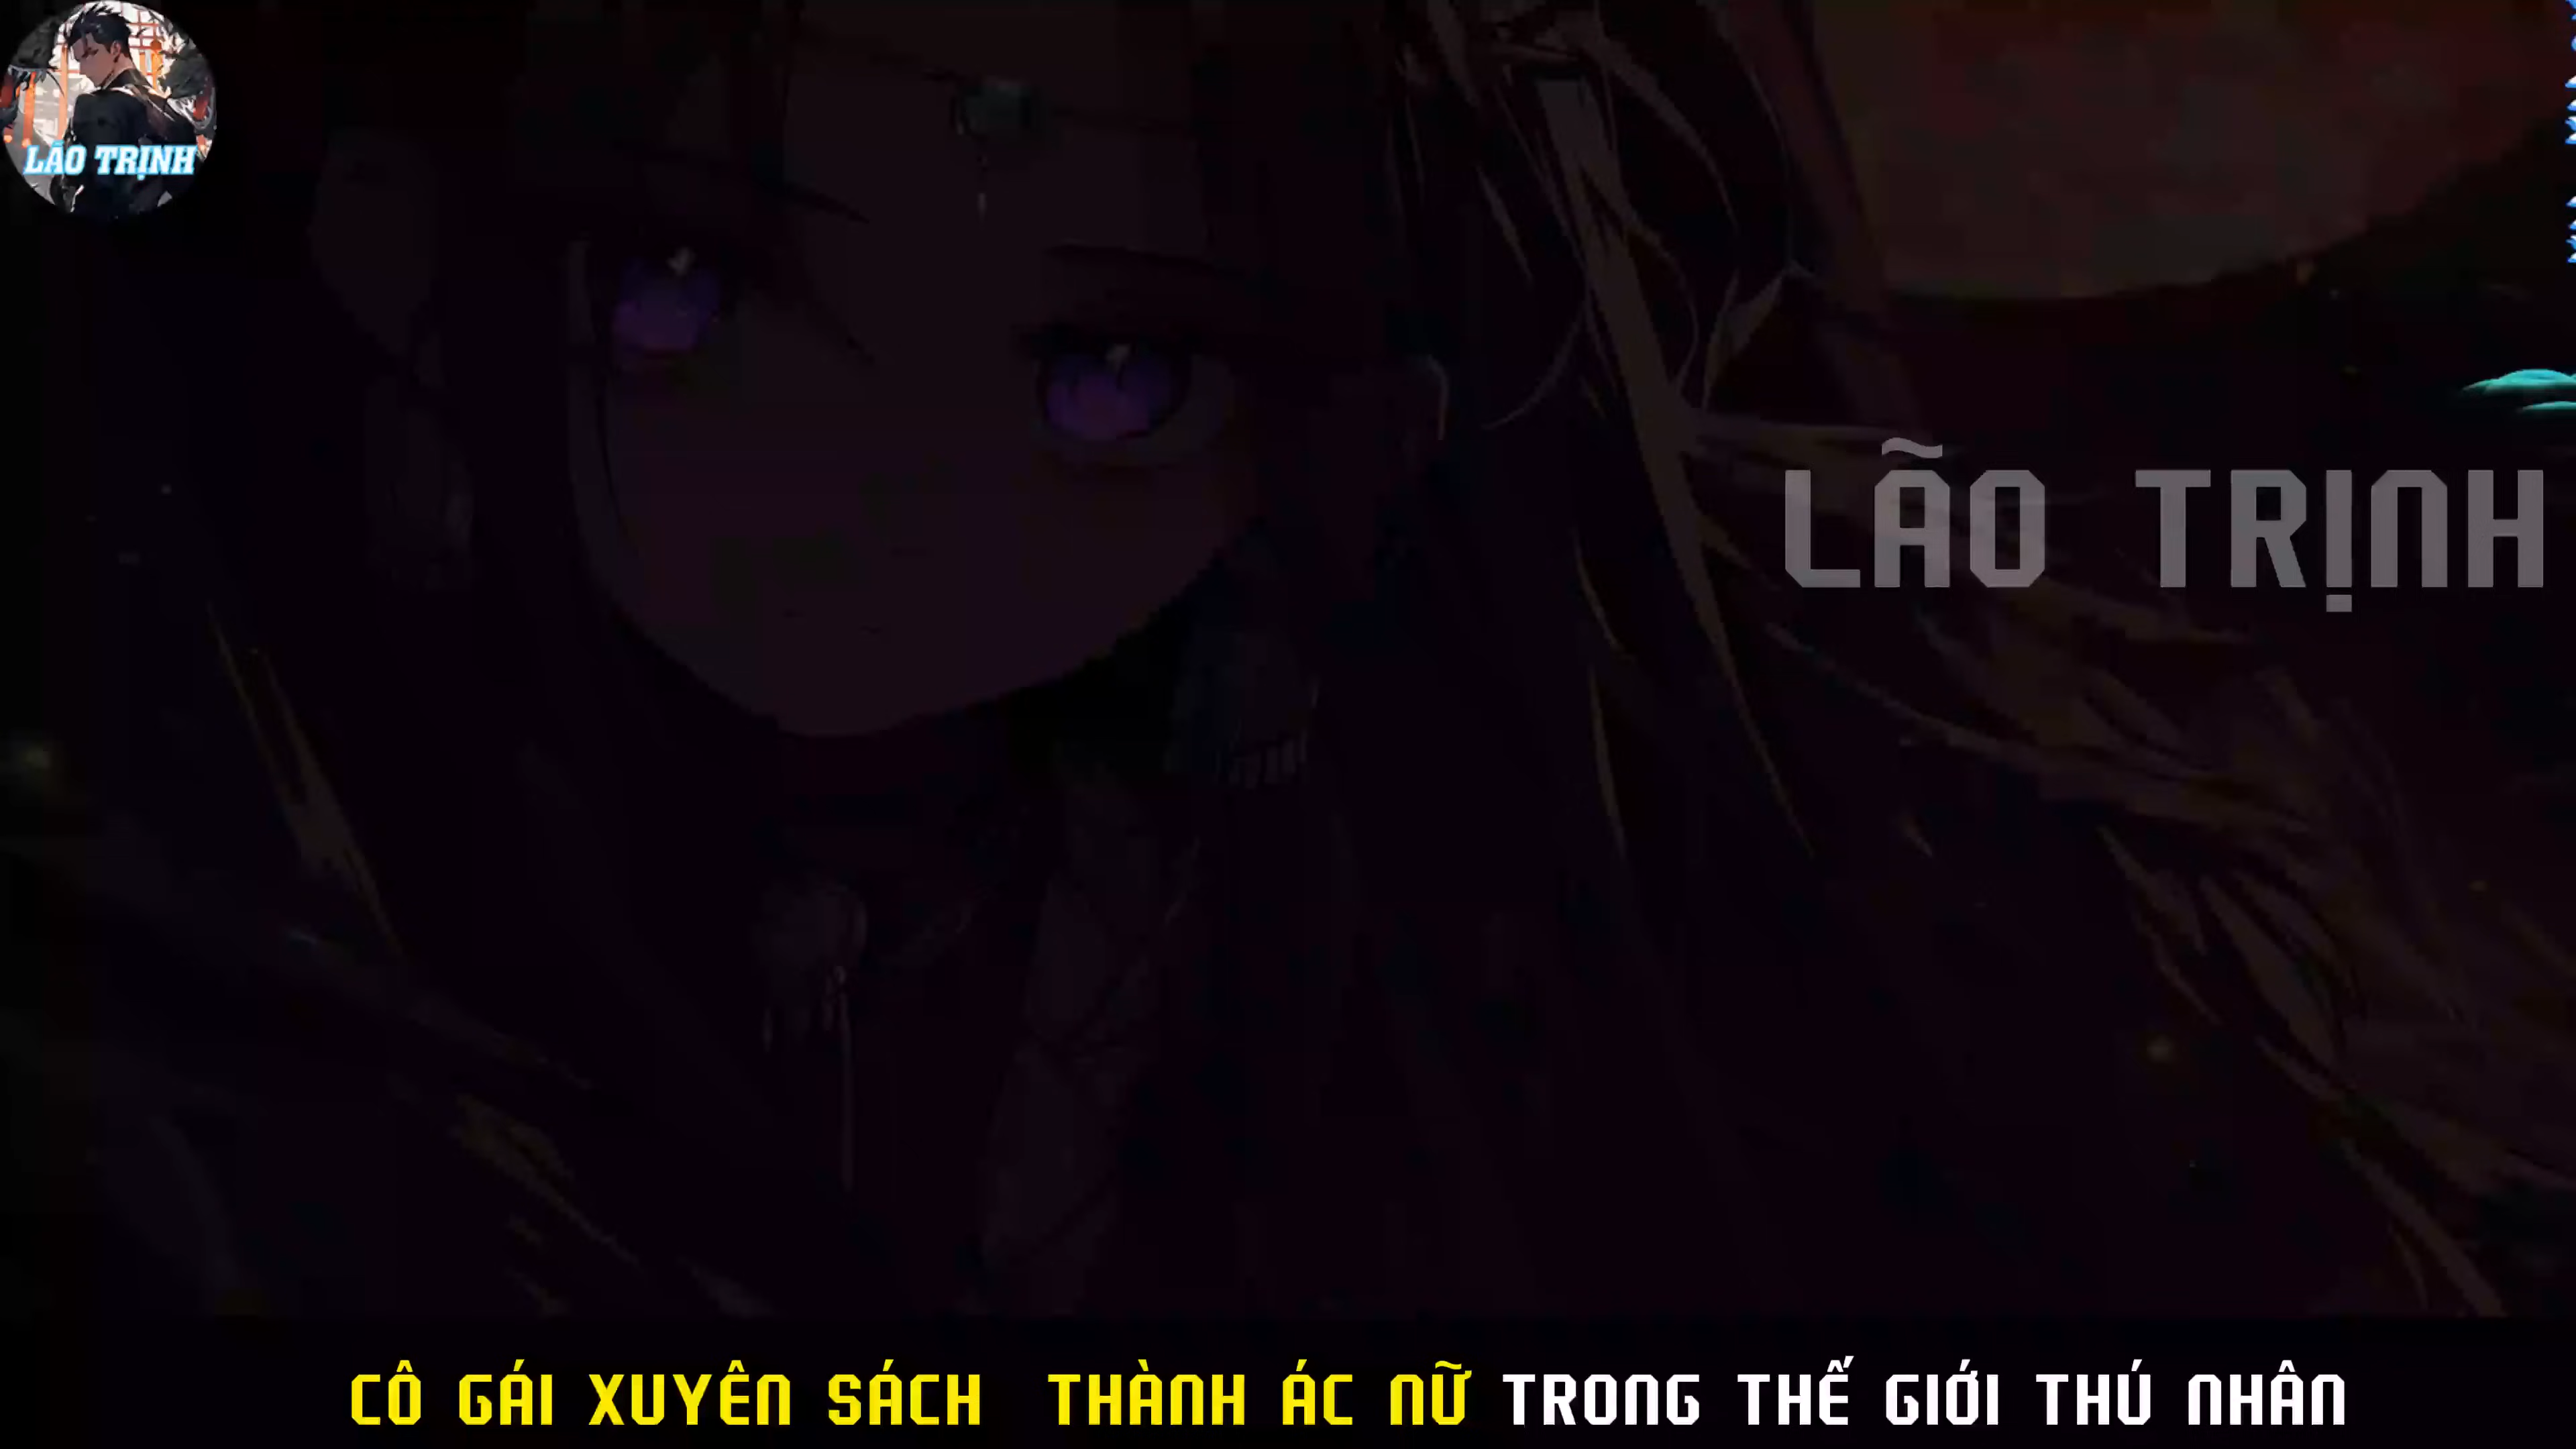 LÃO TRỊNH
LÃO TRỊNH
CÔ GÁI XUYÊN SÁCH THÀNH ÁC NỮ TRONG THẾ GIỚI THÚ NHÂN